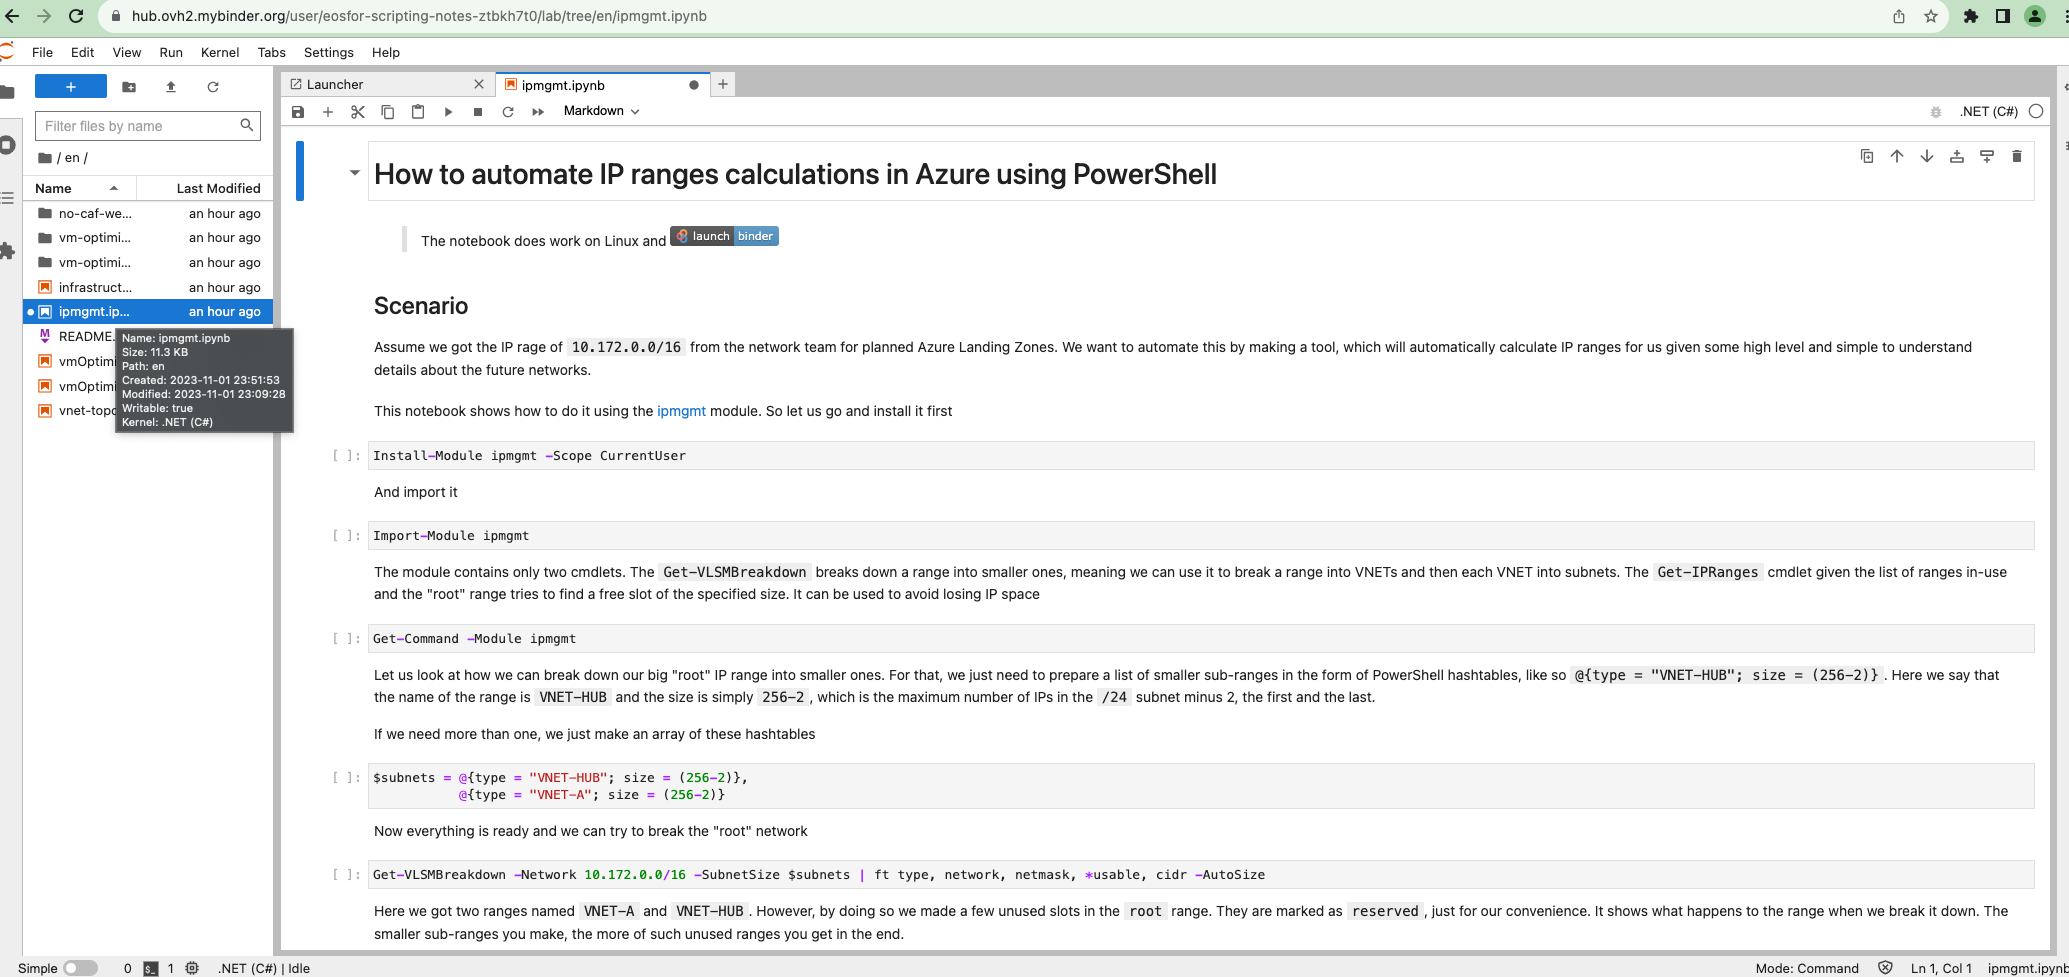 hub.ovh2.mybinder.org/user/eosfor-scripting-notes-ztbkh7t0/lab/tree/en/ipmgmt.ipynb
File Edit View Run Kernel Tabs Settings Help
Launcher
ipmgmt.ipynb
Filter files by name
Markdown
.NET (C#)
/ en /
Name Last Modified
no-caf-we... an hour ago
vm-optimi... an hour ago
vm-optimi... an hour ago
infrastruct... an hour ago
ipmgmt.ip... an hour ago
README.
vmOptimi
vmOptimi
vnet-topo
Name: ipmgmt.ipynb
Size: 11.3 KB
Path: en
Created: 2023-11-01 23:51:53
Modified: 2023-11-01 23:09:28
Writable: true
Kernel: .NET (C#)
How to automate IP ranges calculations in Azure using PowerShell
The notebook does work on Linux and launch binder
Scenario
Assume we got the IP rage of 10.172.0.0/16 from the network team for planned Azure Landing Zones. We want to automate this by making a tool, which will automatically calculate IP ranges for us given some high level and simple to understand
details about the future networks.
This notebook shows how to do it using the ipmgmt module. So let us go and install it first
[ ]: Install-Module ipmgmt -Scope CurrentUser
And import it
[ ]: Import-Module ipmgmt
The module contains only two cmdlets. The Get-VLSMBreakdown breaks down a range into smaller ones, meaning we can use it to break a range into VNETs and then each VNET into subnets. The Get-IPRanges cmdlet given the list of ranges in-use
and the "root" range tries to find a free slot of the specified size. It can be used to avoid losing IP space
[ ]: Get-Command -Module ipmgmt
Let us look at how we can break down our big "root" IP range into smaller ones. For that, we just need to prepare a list of smaller sub-ranges in the form of PowerShell hashtables, like so @{type = "VNET-HUB"; size = (256-2)} . Here we say that
the name of the range is VNET-HUB and the size is simply 256-2 , which is the maximum number of IPs in the /24 subnet minus 2, the first and the last.
If we need more than one, we just make an array of these hashtables
[ ]: $subnets = @{type = "VNET-HUB"; size = (256-2)},
@{type = "VNET-A"; size = (256-2)}
Now everything is ready and we can try to break the "root" network
[ ]: Get-VLSMBreakdown -Network 10.172.0.0/16 -SubnetSize $subnets | ft type, network, netmask, *usable, cidr -AutoSize
Here we got two ranges named VNET-A and VNET-HUB . However, by doing so we made a few unused slots in the root range. They are marked as reserved , just for our convenience. It shows what happens to the range when we break it down. The
smaller sub-ranges you make, the more of such unused ranges you get in the end.
Simple 0 $_ 1 .NET (C#) | Idle Mode: Command Ln 1, Col 1 ipmgmt.ipynb